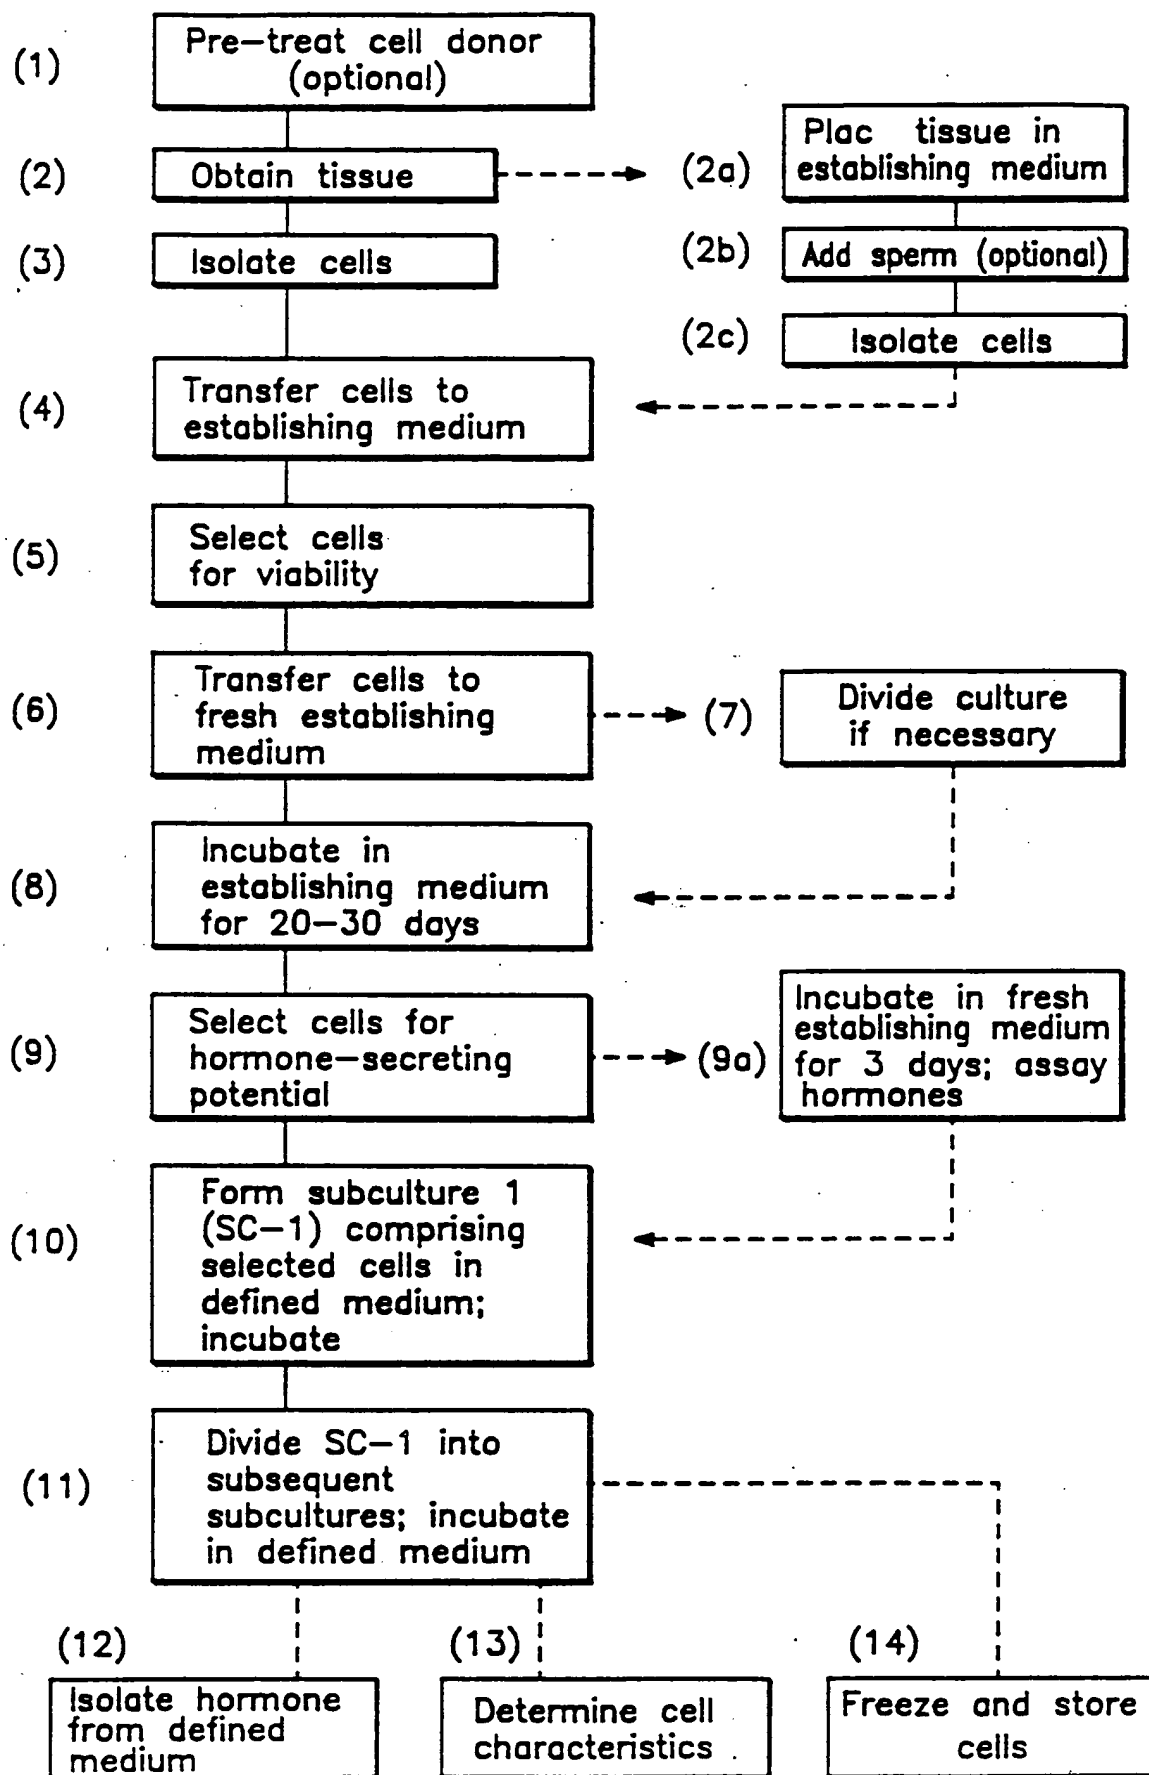 (1)
Pre-treat cell donor
(optional)
(2)
Obtain tissue
(2a)
Plac tissue in
establishing medium
(3)
Isolate cells
(2b)
Add sperm (optional)
(2c)
Isolate cells
(4)
Transfer cells to
establishing medium
(5)
Select cells
for viability
(6)
Transfer cells to
fresh establishing
medium
(7)
Divide culture
if necessary
(8)
Incubate in
establishing medium
for 20-30 days
(9)
Select cells for
hormone-secreting
potential
(9a)
Incubate in fresh
establishing medium
for 3 days; assay
hormones
(10)
Form subculture 1
(SC-1) comprising
selected cells in
defined medium;
incubate
(11)
Divide SC-1 into
subsequent
subcultures; incubate
in defined medium
(12)
Isolate hormone
from defined
medium
(13)
Determine cell
characteristics
(14)
Freeze and store
cells